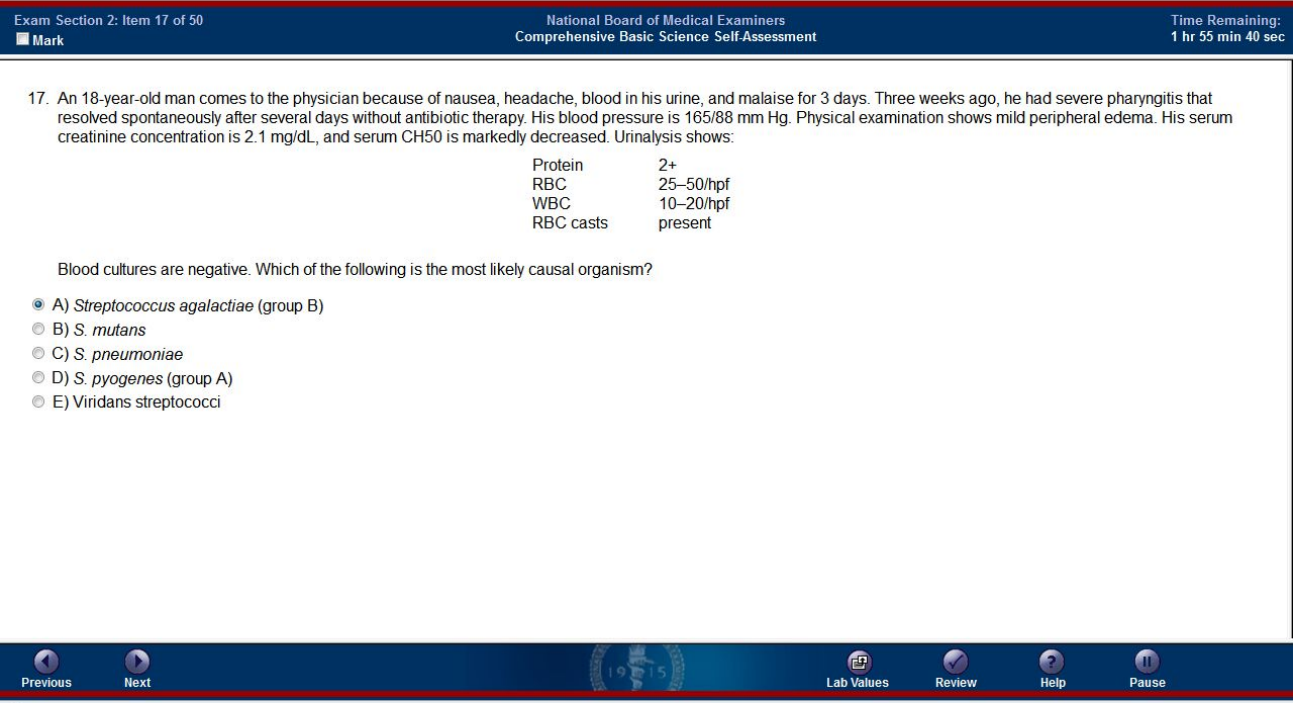 Exam Section 2: Item 17 of 50
National Board of Medical Examiners
Time Remaining:
Mark
Comprehensive Basic Science Self-Assessment
1 hr 55 min 40 sec
17. An 18-year-old man comes to the physician because of nausea, headache, blood in his urine, and malaise for 3 days. Three weeks ago, he had severe pharyngitis that
resolved spontaneously after several days without antibiotic therapy. His blood pressure is 165/88 mm Hg. Physical examination shows mild peripheral edema. His serum
creatinine concentration is 2.1 mg/dL, and serum CH50 is markedly decreased. Urinalysis shows:
Protein 2+
RBC 25–50/hpf
WBC 10–20/hpf
RBC casts present
Blood cultures are negative. Which of the following is the most likely causal organism?
A) Streptococcus agalactiae (group B)
B) S. mutans
C) S. pneumoniae
D) S. pyogenes (group A)
E) Viridans streptococci
1915
Previous
Next
Lab Values
Review
Help
Pause